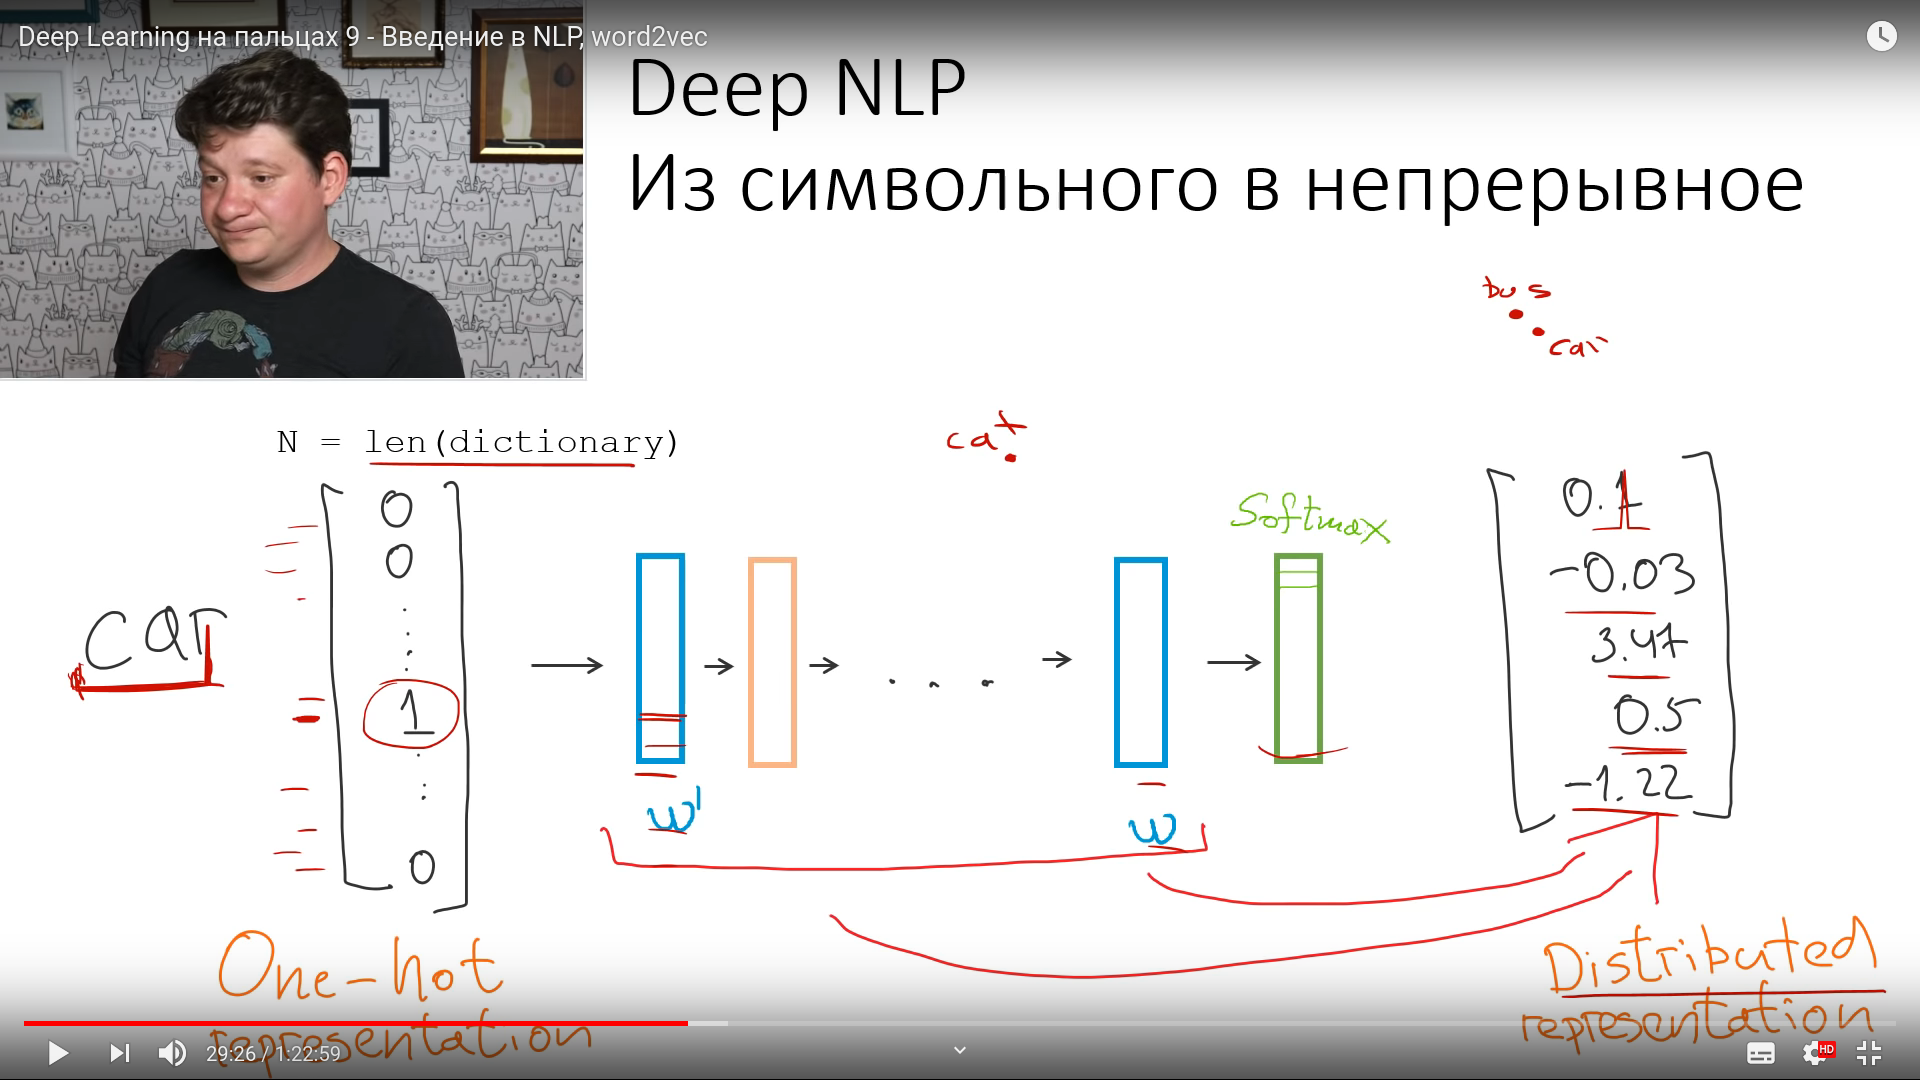 Deep Learning на пальцах 9 - Введение в NLP, word2vec
Deep NLP
Из символьного в непрерывное
bus
car
cat
N = len(dictionary)
Softmax
cat
0
0
1
0
0.1
-0.03
3.47
0.5
-1.22
w'
w
One-hot
representation
Distributed
representation
29:26 / 1:22:59
HD